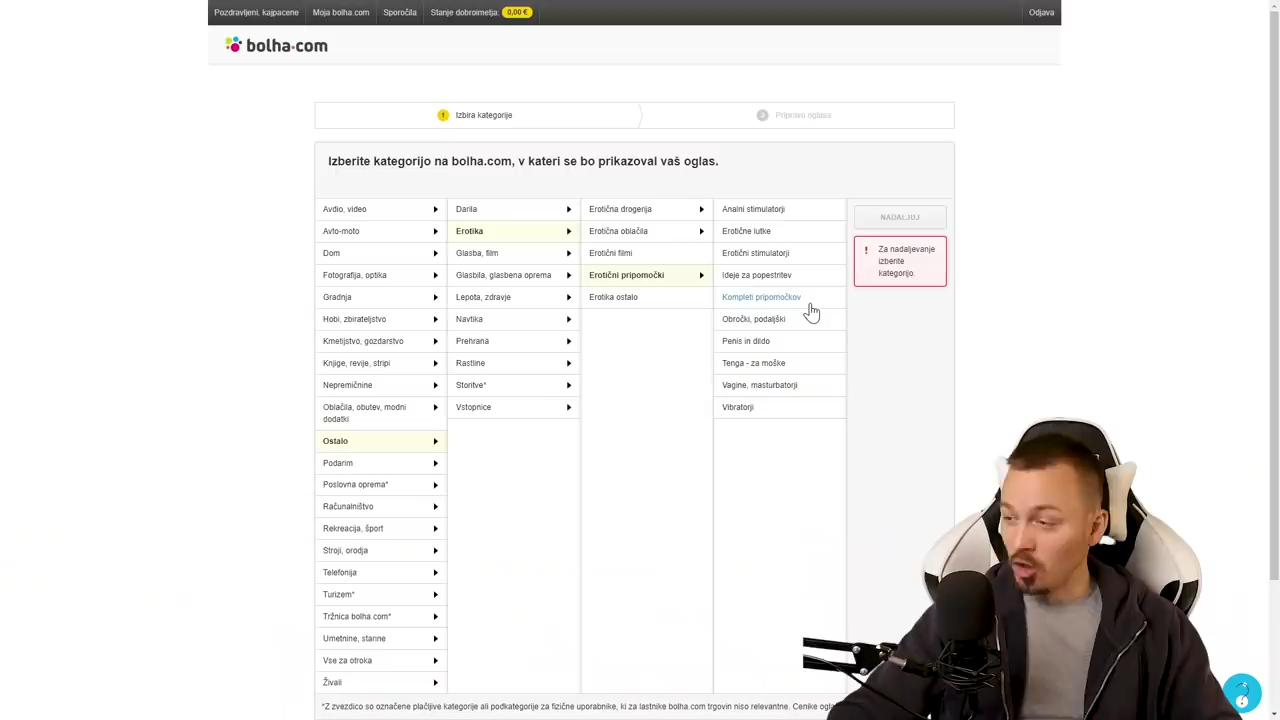 Pozdravljeni, kajpacene Moja bolha.com Sporočila Stanje dobroimetja: 0,00 € Odjava
bolha.com
! Izbira kategorije 2 Priprava oglasa
Izberite kategorijo na bolha.com, v kateri se bo prikazoval vaš oglas.
Avdio, video
Avto-moto
Dom
Fotografija, optika
Gradnja
Hobi, zbirateljstvo
Kmetijstvo, gozdarstvo
Knjige, revije, stripi
Nepremičnine
Oblačila, obutev, modni
dodatki
Ostalo
Podarim
Poslovna oprema*
Računalništvo
Rekreacija, šport
Stroji, orodja
Telefonija
Turizem*
Tržnica bolha.com*
Umetnine, starine
Vse za otroka
Živali
Darila
Erotika
Glasba, film
Glasbila, glasbena oprema
Lepota, zdravje
Navtika
Prehrana
Rastline
Storitve*
Vstopnice
Erotična drogerija
Erotična oblačila
Erotični filmi
Erotični pripomočki
Erotika ostalo
Analni stimulatorji
Erotične lutke
Erotični stimulatorji
Ideje za popestritev
Kompleti pripomočkov
Obročki, podaljški
Penis in dildo
Tenga - za moške
Vagine, masturbatorji
Vibratorji
NADALJUJ
! Za nadaljevanje
izberite
kategorijo.
*Z zvezdico so označene plačljive kategorije ali podkategorije za fizične uporabnike, ki za lastnike bolha.com trgovin niso relevantne. Cenike